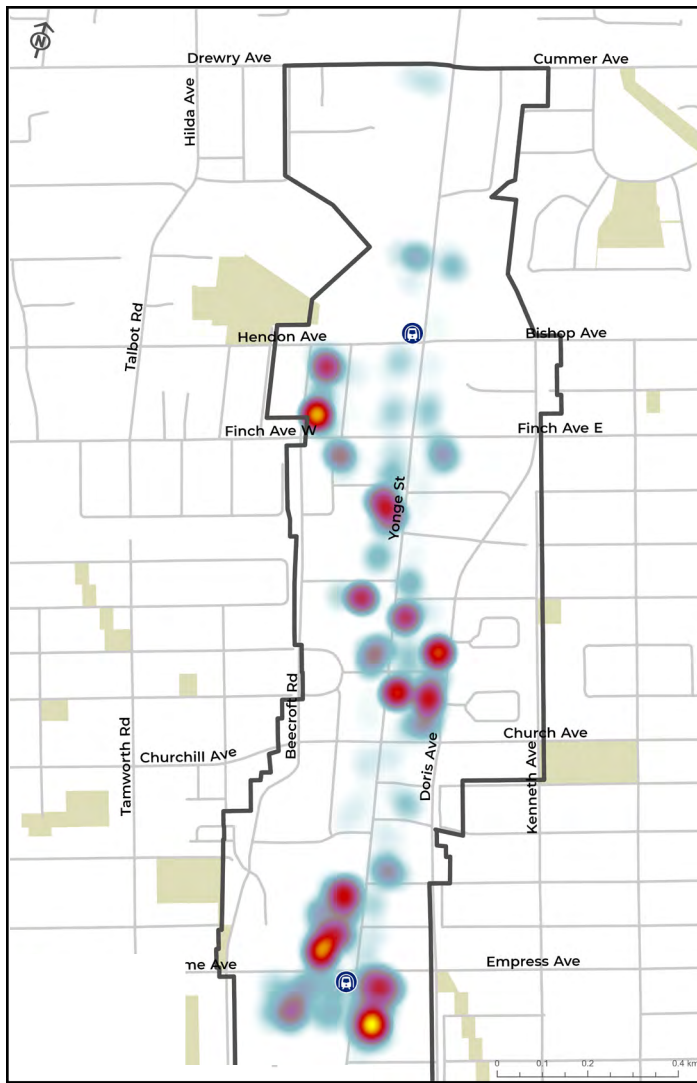 N
Drewry Ave
Cummer Ave
Hilda Ave
Talbot Rd
Hendon Ave
Bishop Ave
Finch Ave W
Finch Ave E
Yonge St
Beecroft Rd
Tamworth Rd
Churchill Ave
Church Ave
Doris Ave
Kenneth Ave
me Ave
Empress Ave
0 0.1 0.2 0.4 km